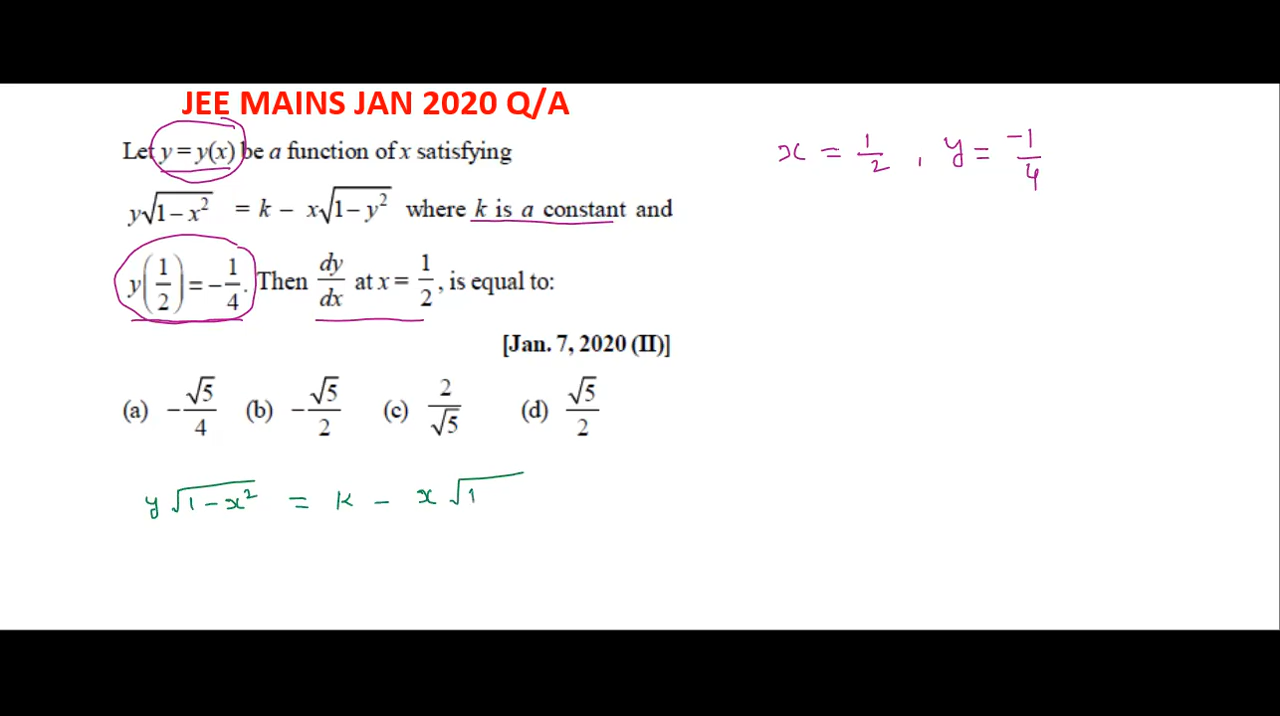 JEE MAINS JAN 2020 Q/A
Let y = y(x) be a function of x satisfying
x = 1/2 , y = -1/4
y√(1 – x²) = k – x√(1 – y²) where k is a constant and
y(1/2) = –1/4. Then dy/dx at x = 1/2, is equal to:
[Jan. 7, 2020 (II)]
(a) –√5/4 (b) –√5/2 (c) 2/√5 (d) √5/2
y√(1 – x²) = k – x√1